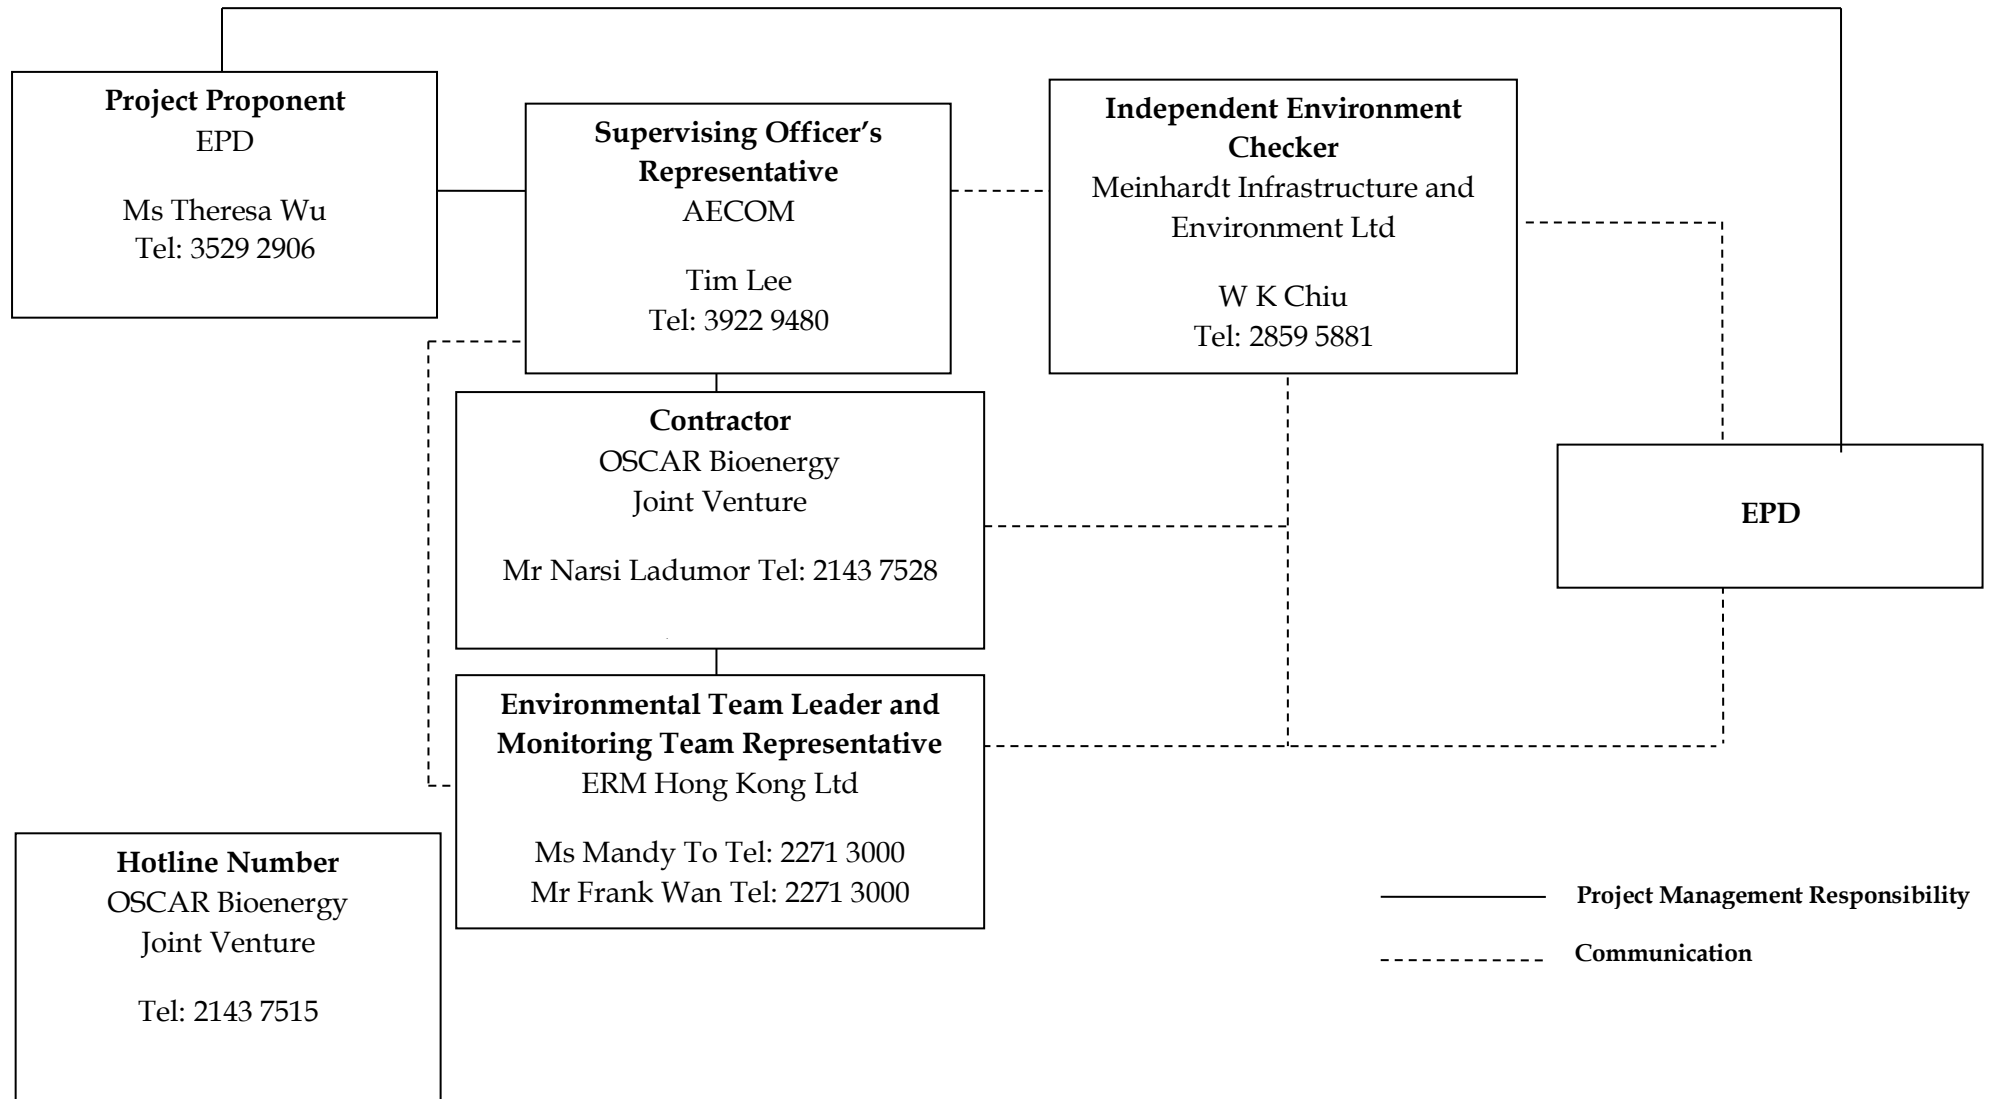 Project Proponent
EPD
Ms Theresa Wu
Tel: 3529 2906
Supervising Officer’s
Representative
AECOM
Tim Lee
Tel: 3922 9480
Independent Environment
Checker
Meinhardt Infrastructure and
Environment Ltd
W K Chiu
Tel: 2859 5881
Contractor
OSCAR Bioenergy
Joint Venture
Mr Narsi Ladumor Tel: 2143 7528
EPD
Environmental Team Leader and
Monitoring Team Representative
ERM Hong Kong Ltd
Ms Mandy To Tel: 2271 3000
Mr Frank Wan Tel: 2271 3000
Hotline Number
OSCAR Bioenergy
Joint Venture
Tel: 2143 7515
Project Management Responsibility
Communication